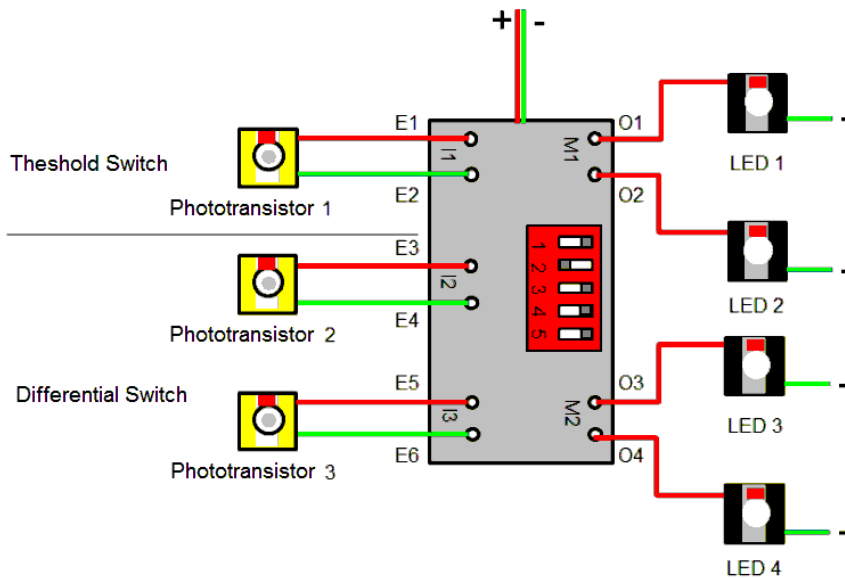 + -
E1
I1
E2
Theshold Switch
Phototransistor 1
E3
I2
E4
Phototransistor 2
E5
I3
E6
Differential Switch
Phototransistor 3
1
2
3
4
5
O1
M1
O2
O3
M2
O4
LED 1
-
LED 2
-
LED 3
-
LED 4
-